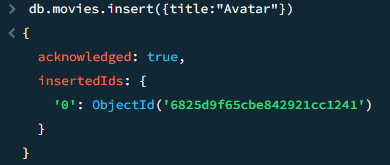 > db.movies.insert({title:"Avatar"})
< {
acknowledged: true,
insertedIds: {
'0': ObjectId('6825d9f65cbe842921cc1241')
}
}